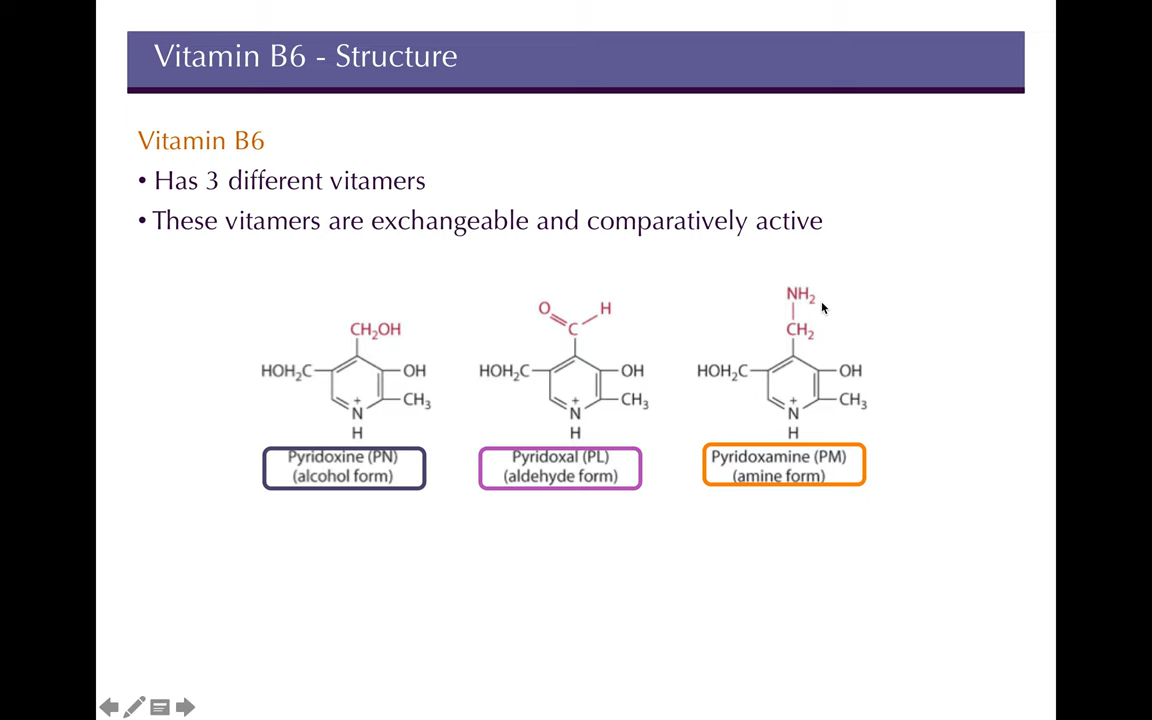 Vitamin B6 - Structure
Vitamin B6
• Has 3 different vitamers
• These vitamers are exchangeable and comparatively active
CH₂OH
HOH₂C
OH
CH₃
+
N
H
Pyridoxine (PN)
(alcohol form)
O
H
C
HOH₂C
OH
CH₃
+
N
H
Pyridoxal (PL)
(aldehyde form)
NH₂
CH₂
HOH₂C
OH
CH₃
+
N
H
Pyridoxamine (PM)
(amine form)